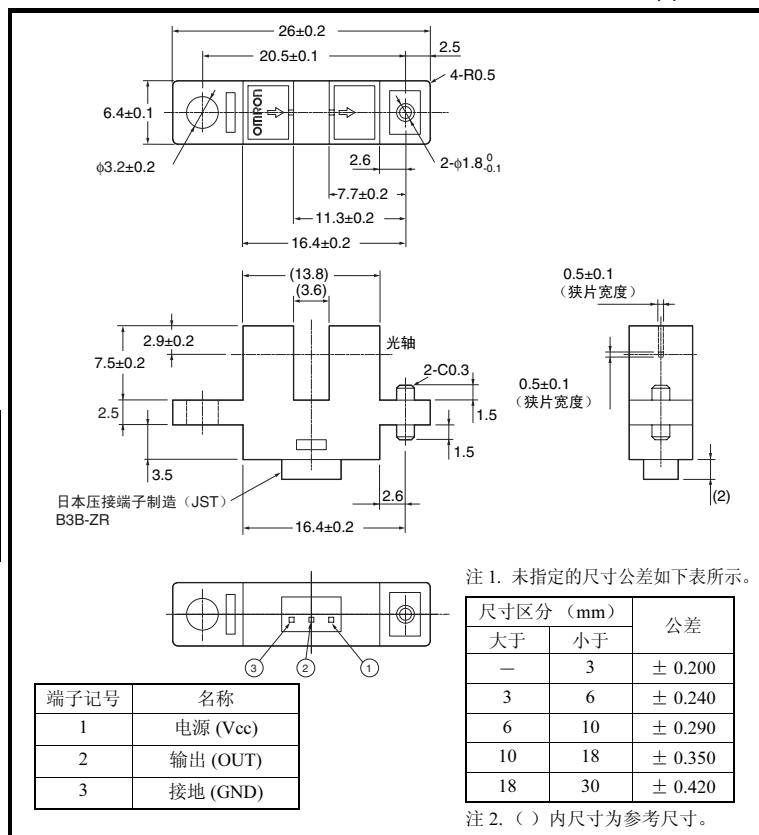 26±0.2
20.5±0.1
2.5
4-R0.5
6.4±0.1
OMRON
φ3.2±0.2
2.6
2-φ1.8 0 -0.1
7.7±0.2
11.3±0.2
16.4±0.2
(13.8)
(3.6)
0.5±0.1
（狭片宽度）
2.9±0.2
光轴
7.5±0.2
2-C0.3
0.5±0.1
（狭片宽度）
2.5
1.5
1.5
3.5
2.6
(2)
日本压接端子制造（JST）
B3B-ZR
16.4±0.2
3 2 1
端子记号 名称
1 电源 (Vcc)
2 输出 (OUT)
3 接地 (GND)
注 1. 未指定的尺寸公差如下表所示。
尺寸区分 （mm） 公差
大于 小于
— 3 ± 0.200
3 6 ± 0.240
6 10 ± 0.290
10 18 ± 0.350
18 30 ± 0.420
注 2.（ ）内尺寸为参考尺寸。